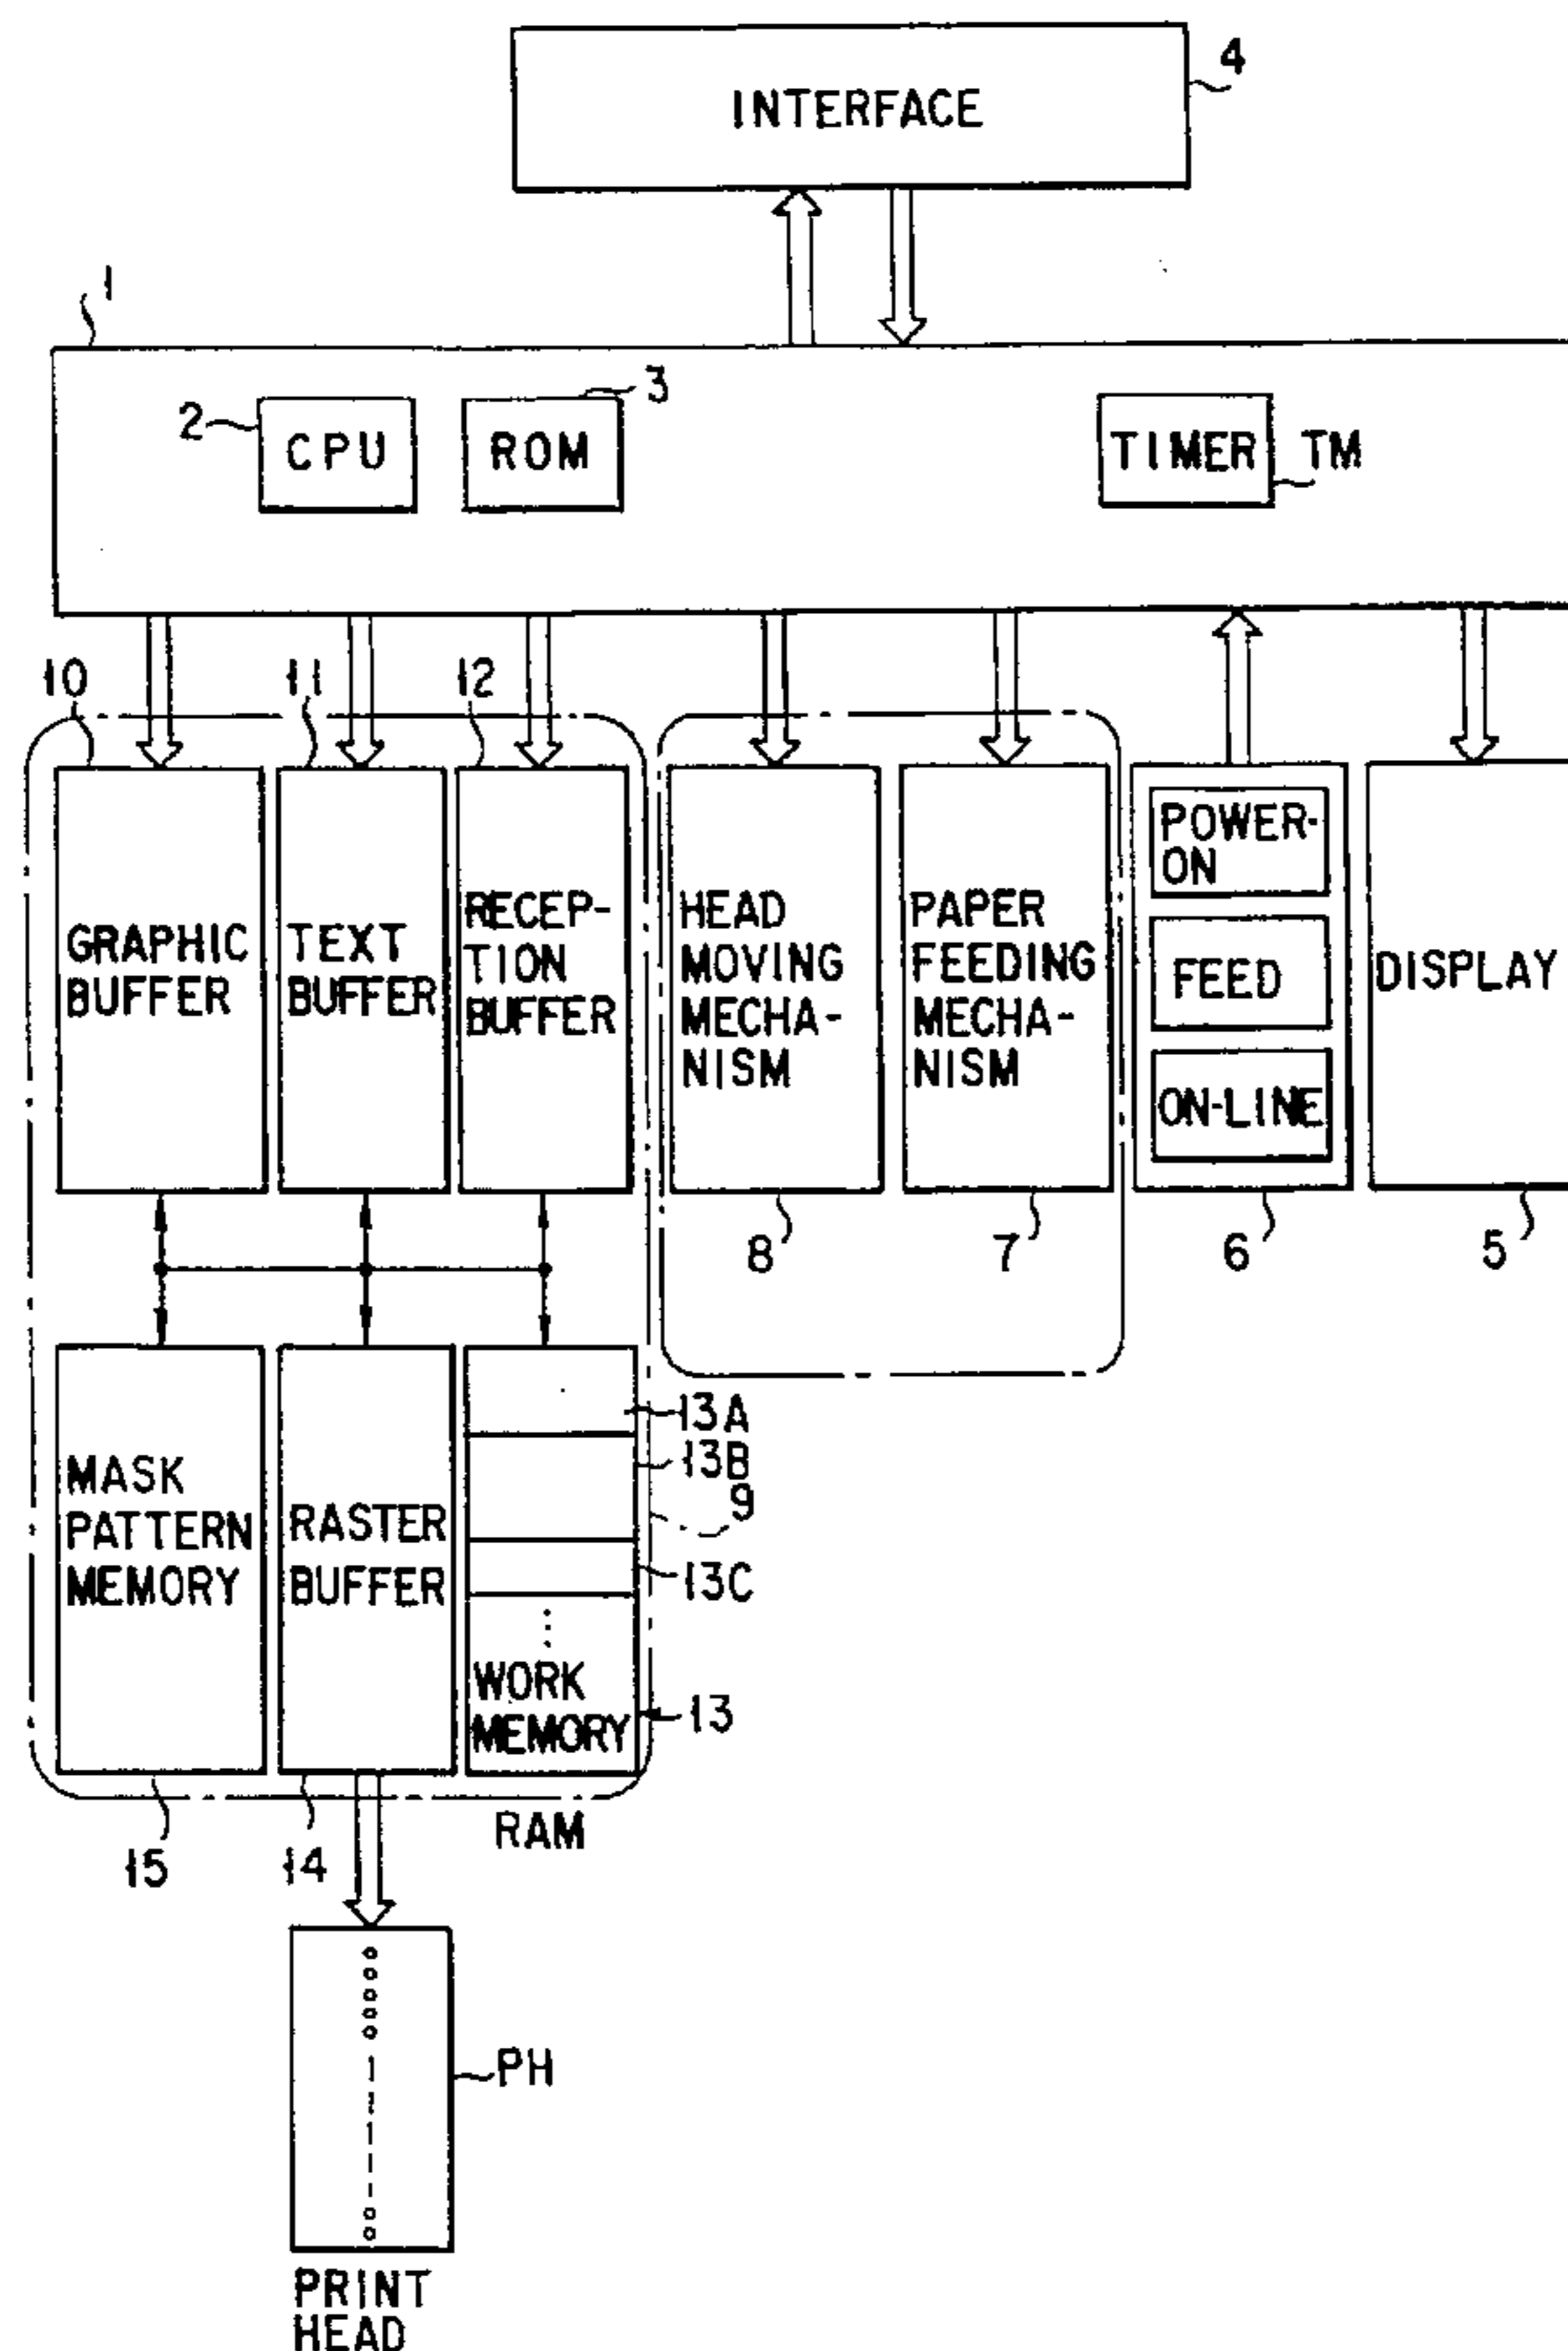 INTERFACE
4
1
2
CPU
3
ROM
TIMER
TM
10
11
12
GRAPHIC
BUFFER
TEXT
BUFFER
RECEP-
TION
BUFFER
HEAD
MOVING
MECHA-
NISM
PAPER
FEEDING
MECHA-
NISM
POWER-
ON
FEED
ON-LINE
DISPLAY
8
7
6
5
MASK
PATTERN
MEMORY
RASTER
BUFFER
13A
13B
9
13C
WORK
MEMORY
13
RAM
15
14
PH
PRINT
HEAD